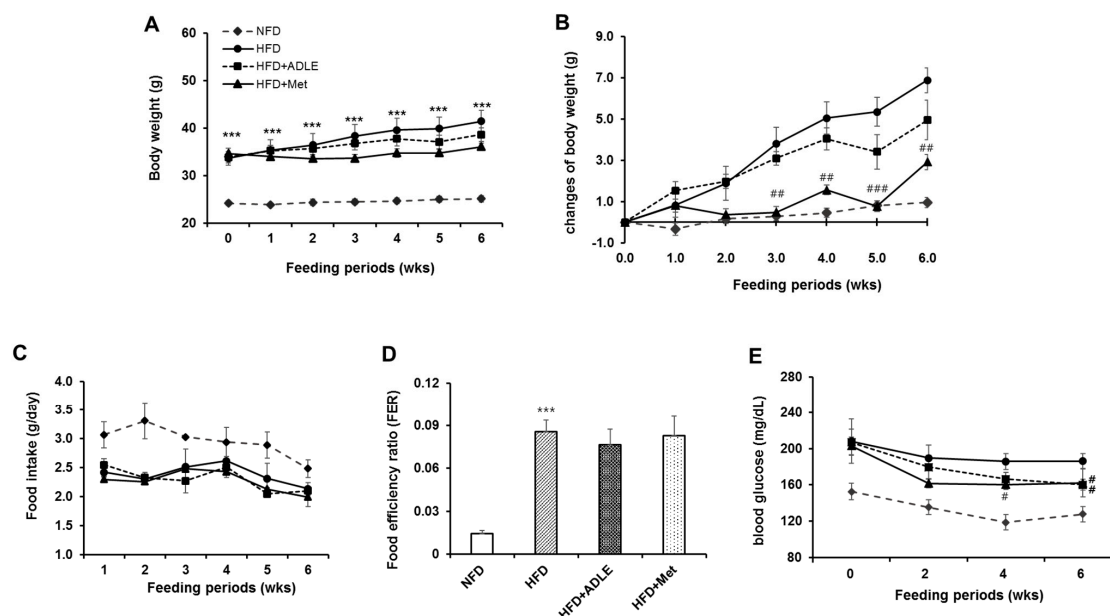 A
NFD
HFD
HFD+ADLE
HFD+Met
Body weight (g)
60
50
40
30
20
*** *** *** *** *** *** ***
0 1 2 3 4 5 6
Feeding periods (wks)
B
changes of body weight (g)
9.0
7.0
5.0
3.0
1.0
-1.0
## ## ### ##
0.0 1.0 2.0 3.0 4.0 5.0 6.0
Feeding periods (wks)
C
Food intake (g/day)
4.0
3.5
3.0
2.5
2.0
1.5
1.0
1 2 3 4 5 6
Feeding periods (wks)
D
Food efficiency ratio (FER)
0.12
0.09
0.06
0.03
0
***
NFD
HFD
HFD+ADLE
HFD+Met
E
blood glucose (mg/dL)
280
240
200
160
120
80
#
#
#
0 2 4 6
Feeding periods (wks)